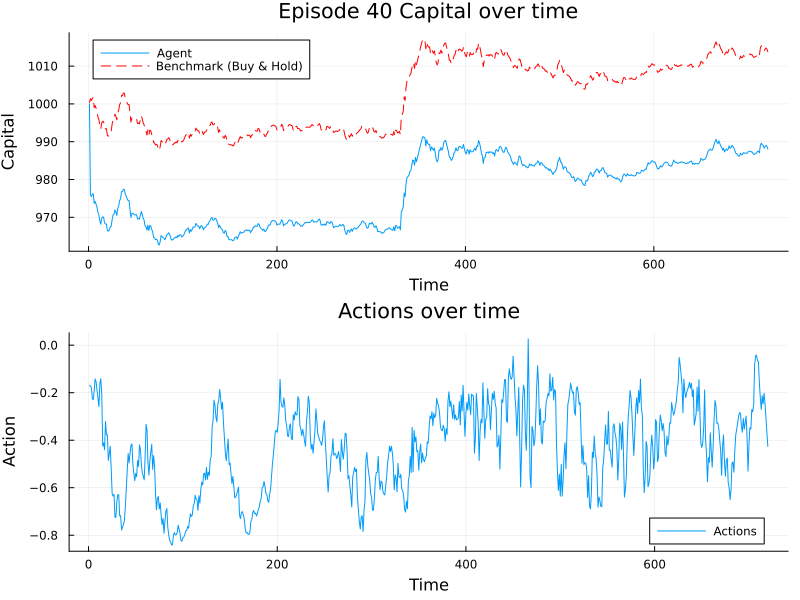 Episode 40 Capital over time
Agent
Benchmark (Buy & Hold)
1010
1000
990
980
970
Capital
0
200
400
600
Time
Actions over time
0.0
−0.2
−0.4
−0.6
−0.8
Action
Actions
0
200
400
600
Time